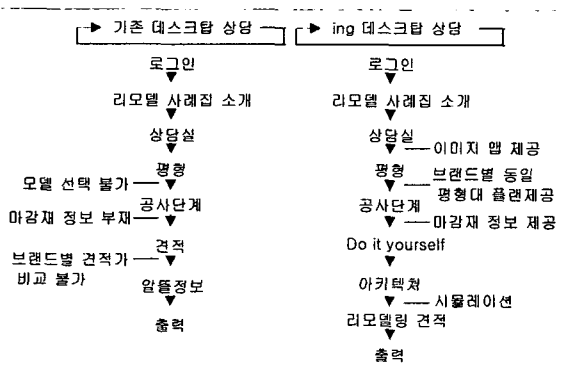 기존 데스크탑 상담
로그인
리모델 사례집 소개
상담실
평형
모델 선택 불가
공사단계
마감재 정보 부재
견적
브랜드별 견적가
비교 불가
알뜰정보
출력
ing 데스크탑 상담
로그인
리모델 사례집 소개
상담실
이미지 맵 제공
평형
브랜드별 동일
평형대 플랜제공
공사단계
마감재 정보 제공
Do it yourself
아키텍쳐
시뮬레이션
리모델링 견적
출력